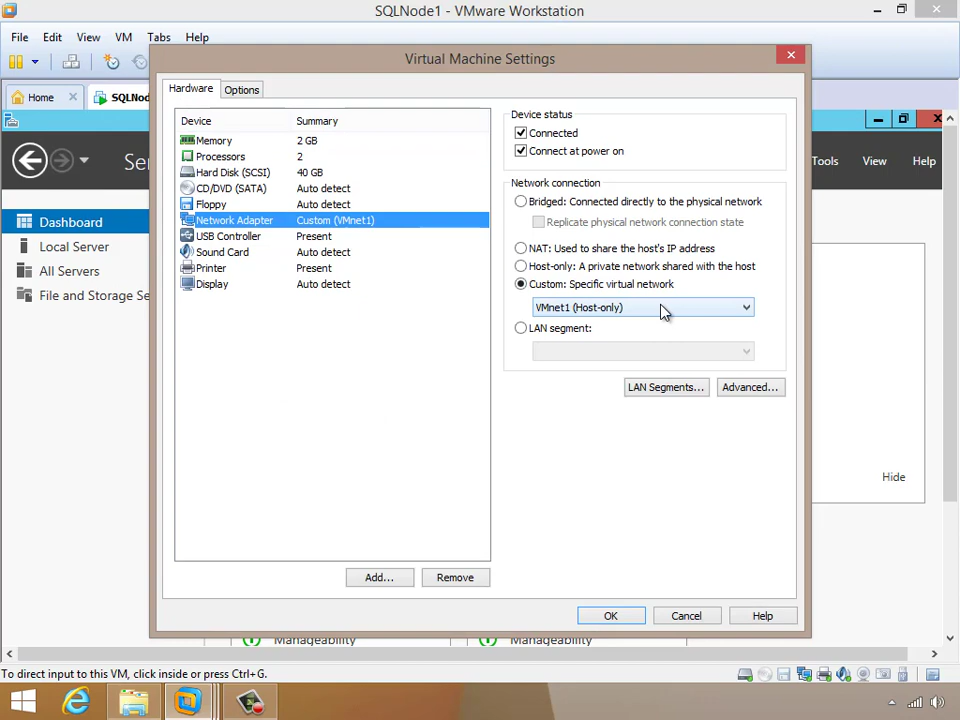 SQLNode1 - VMware Workstation
File Edit View VM Tabs Help
Home SQLNod
Virtual Machine Settings
Hardware Options
Device Summary
Memory 2 GB
Processors 2
Hard Disk (SCSI) 40 GB
CD/DVD (SATA) Auto detect
Floppy Auto detect
Network Adapter Custom (VMnet1)
USB Controller Present
Sound Card Auto detect
Printer Present
Display Auto detect
Add... Remove
Device status
Connected
Connect at power on
Network connection
Bridged: Connected directly to the physical network
Replicate physical network connection state
NAT: Used to share the host's IP address
Host-only: A private network shared with the host
Custom: Specific virtual network
VMnet1 (Host-only)
LAN segment:
LAN Segments... Advanced...
OK Cancel Help
Ser
Tools View Help
Dashboard
Local Server
All Servers
File and Storage Se
Hide
Manageability Manageability
To direct input to this VM, click inside or press Ctrl+G.